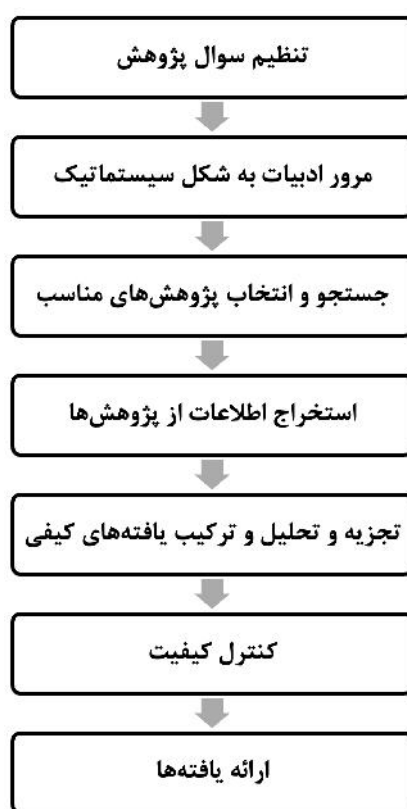 تنظیم سوال پژوهش
مرور ادبیات به شکل سیستماتیک
جستجو و انتخاب پژوهش‌های مناسب
استخراج اطلاعات از پژوهش‌ها
تجزیه و تحلیل و ترکیب یافته‌های کیفی
کنترل کیفیت
ارائه یافته‌ها